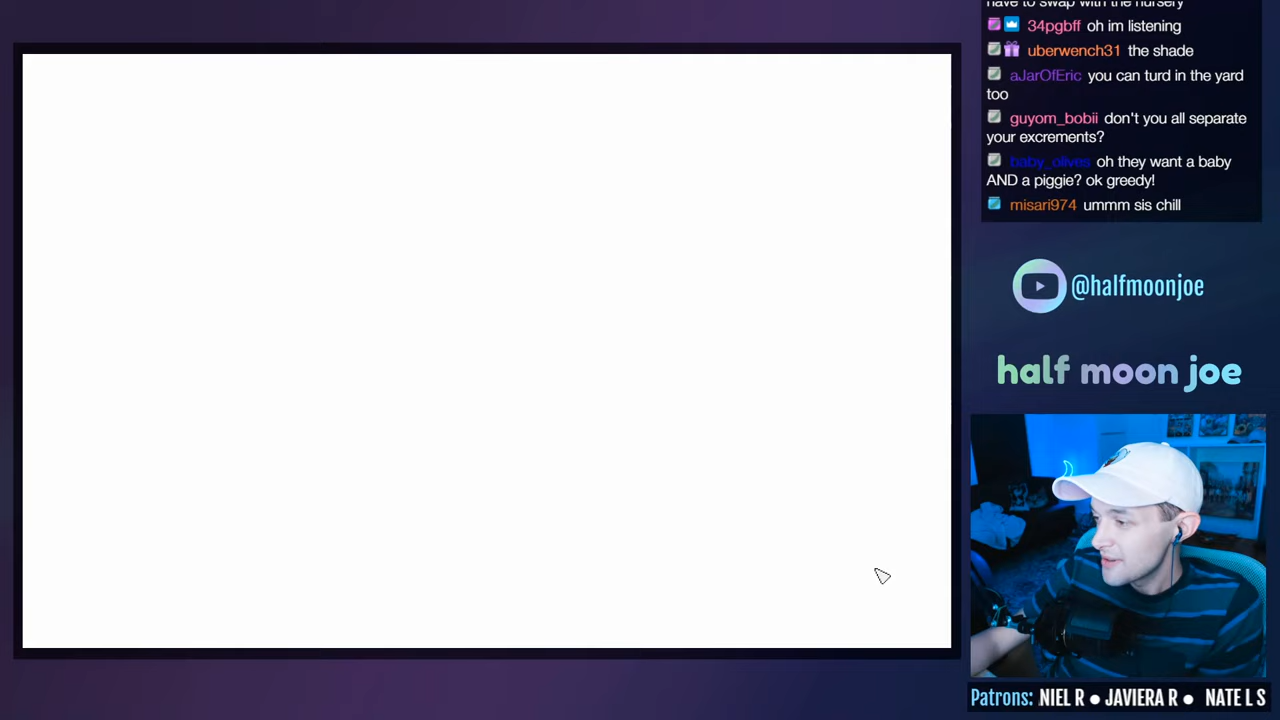 have to swap with the nursery
34pgbff oh im listening
uberwench31 the shade
aJarOfEric you can turd in the yard
too
guyom_bobii don't you all separate
your excrements?
baby_olives oh they want a baby
AND a piggie? ok greedy!
misari974 ummm sis chill
@halfmoonjoe
half moon joe
Patrons: NIEL R ● JAVIERA R ● NATE L S